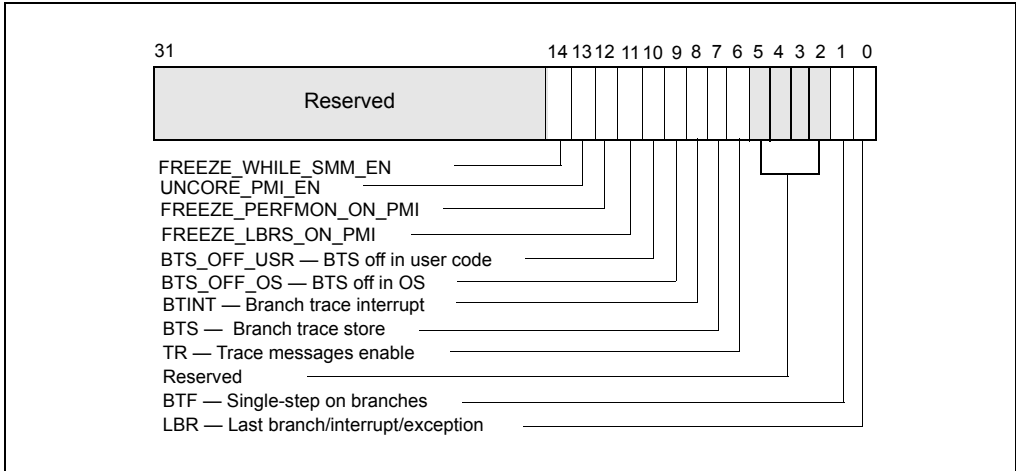 31 14 13 12 11 10 9 8 7 6 5 4 3 2 1 0
Reserved
FREEZE_WHILE_SMM_EN
UNCORE_PMI_EN
FREEZE_PERFMON_ON_PMI
FREEZE_LBRS_ON_PMI
BTS_OFF_USR — BTS off in user code
BTS_OFF_OS — BTS off in OS
BTINT — Branch trace interrupt
BTS — Branch trace store
TR — Trace messages enable
Reserved
BTF — Single-step on branches
LBR — Last branch/interrupt/exception